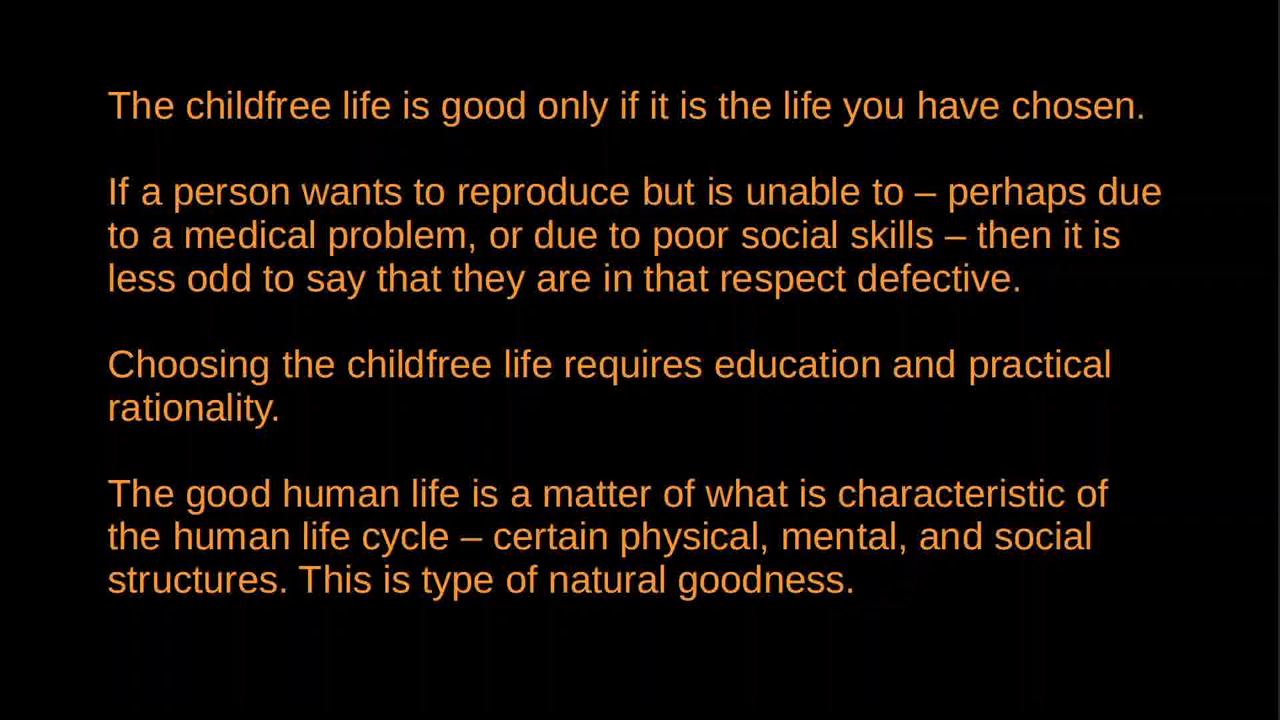 The childfree life is good only if it is the life you have chosen.
If a person wants to reproduce but is unable to – perhaps due
to a medical problem, or due to poor social skills – then it is
less odd to say that they are in that respect defective.
Choosing the childfree life requires education and practical
rationality.
The good human life is a matter of what is characteristic of
the human life cycle – certain physical, mental, and social
structures. This is type of natural goodness.